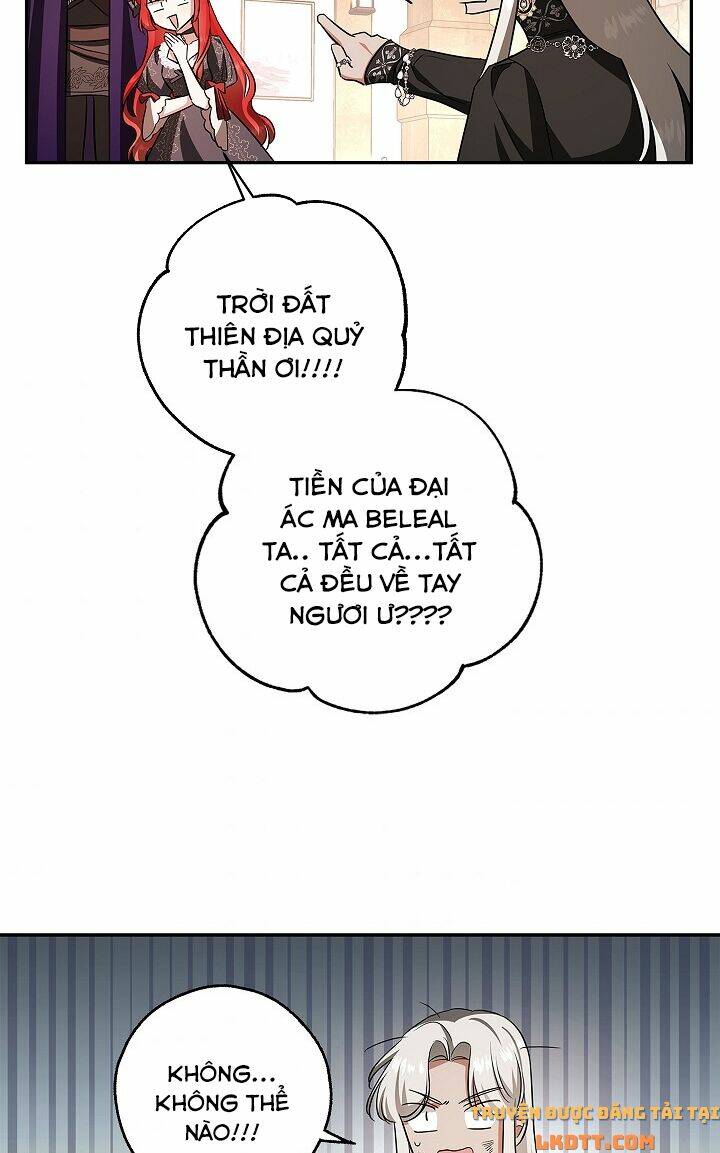 TRỜI ĐẤT
THIÊN ĐỊA QUỶ
THẦN ƠI!!!!
TIỀN CỦA ĐẠI
ÁC MA BELEAL
TA.. TẤT CẢ...TẤT
CẢ ĐỀU VỀ TAY
NGƯƠI Ư????
KHÔNG...
KHÔNG THỂ
NÀO!!!
TRUYỆN ĐƯỢC ĐĂNG TẢI TẠI
LKDTT.COM!